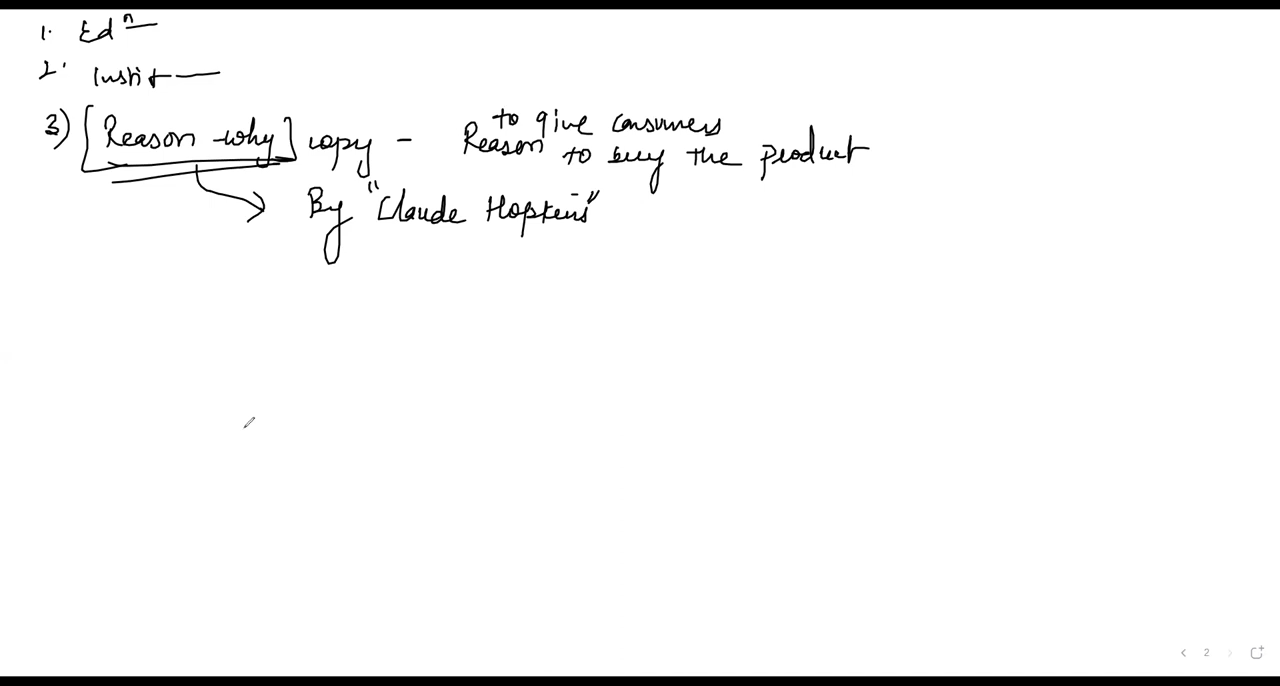 1. Edn
2. Instit
3) [Reason why] copy - to give consumers
Reason to buy the product
By "Claude Hopkins"
2